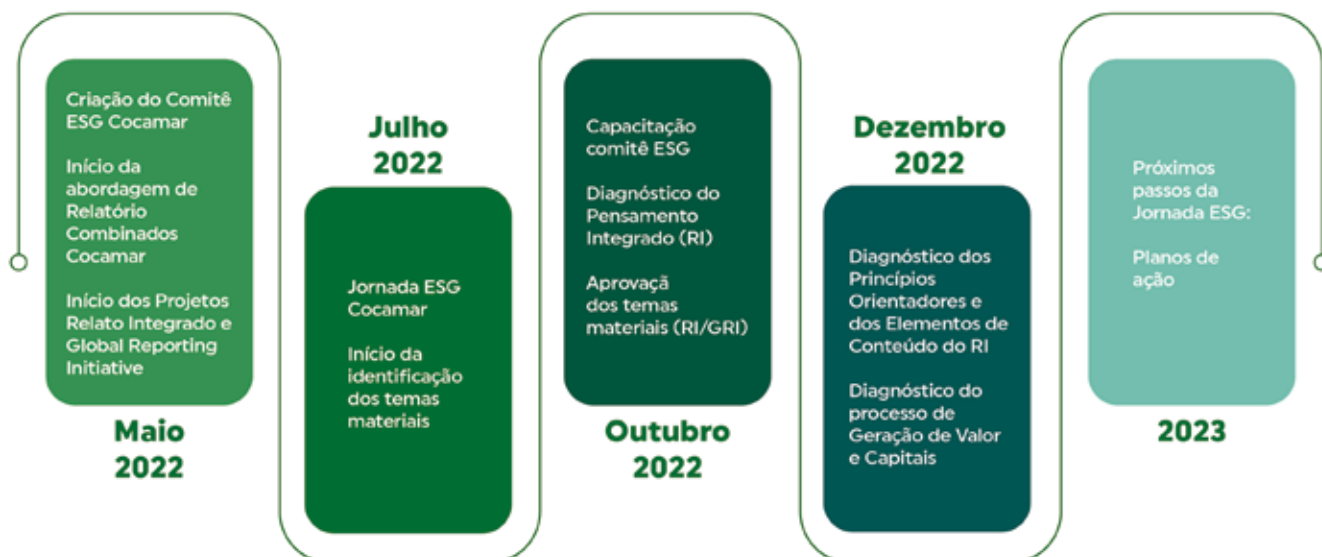 Criação do Comitê
ESG Cocamar
Início da
abordagem de
Relatório
Combinados
Cocamar
Início dos Projetos
Relato Integrado e
Global Reporting
Initiative
Maio
2022
Julho
2022
Jornada ESG
Cocamar
Início da
identificação
dos temas
materiais
Capacitação
comitê ESG
Diagnóstico do
Pensamento
Integrado (RI)
Aprovaçã
dos temas
materiais (RI/GRI)
Outubro
2022
Dezembro
2022
Diagnóstico dos
Princípios
Orientadores e
dos Elementos de
Conteúdo do RI
Diagnóstico do
processo de
Geração de Valor
e Capitais
Próximos
passos da
Jornada ESG:
Planos de
ação
2023